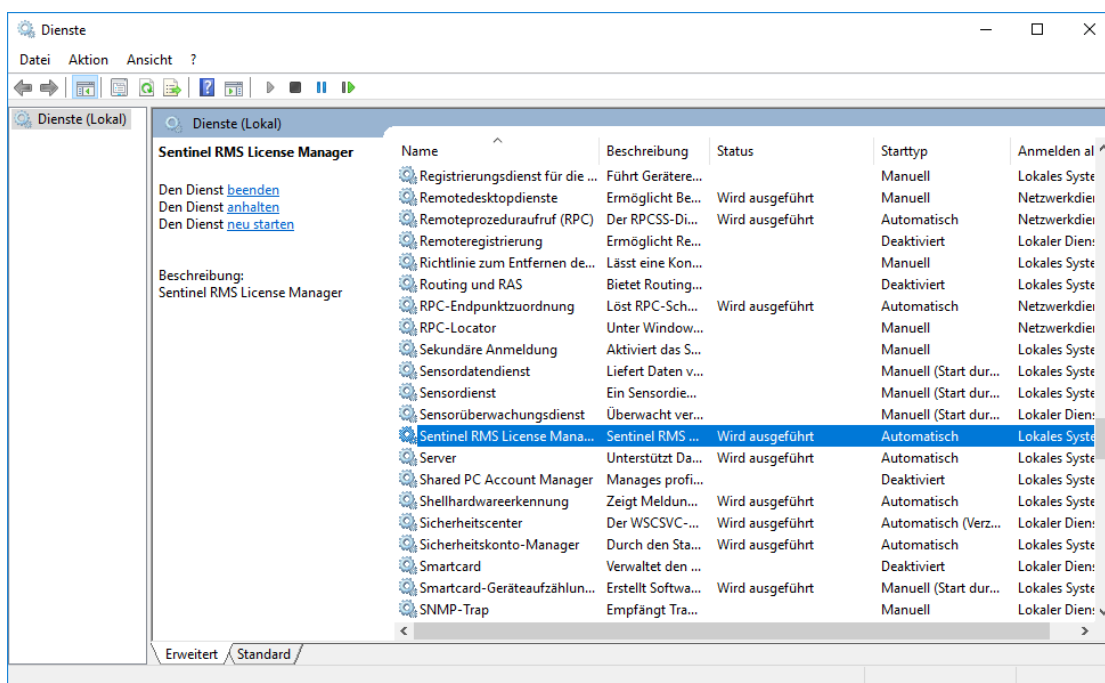 Dienste
Datei Aktion Ansicht ?
Dienste (Lokal)
Dienste (Lokal)
Sentinel RMS License Manager
Den Dienst beenden
Den Dienst anhalten
Den Dienst neu starten
Beschreibung:
Sentinel RMS License Manager
Name Beschreibung Status Starttyp Anmelden al
Registrierungsdienst für die ... Führt Gerätere... Manuell Lokales Syste
Remotedesktopdienste Ermöglicht Be... Wird ausgeführt Manuell Netzwerkdien
Remoteprozeduraufruf (RPC) Der RPCSS-Di... Wird ausgeführt Automatisch Netzwerkdien
Remoteregistrierung Ermöglicht Re... Deaktiviert Lokaler Diens
Richtlinie zum Entfernen de... Lässt eine Kon... Manuell Lokales Syste
Routing und RAS Bietet Routing... Deaktiviert Lokales Syste
RPC-Endpunktzuordnung Löst RPC-Sch... Wird ausgeführt Automatisch Netzwerkdien
RPC-Locator Unter Window... Manuell Netzwerkdien
Sekundäre Anmeldung Aktiviert das S... Manuell Lokales Syste
Sensordatendienst Liefert Daten v... Manuell (Start dur... Lokales Syste
Sensordienst Ein Sensordie... Manuell (Start dur... Lokales Syste
Sensorüberwachungsdienst Überwacht ver... Manuell (Start dur... Lokaler Diens
Sentinel RMS License Mana... Sentinel RMS ... Wird ausgeführt Automatisch Lokales Syste
Server Unterstützt Da... Wird ausgeführt Automatisch Lokales Syste
Shared PC Account Manager Manages profi... Deaktiviert Lokales Syste
Shellhardwareerkennung Zeigt Meldun... Wird ausgeführt Automatisch Lokales Syste
Sicherheitscenter Der WSCSVC-... Wird ausgeführt Automatisch (Verz... Lokaler Diens
Sicherheitskonto-Manager Durch den Sta... Wird ausgeführt Automatisch Lokales Syste
Smartcard Verwaltet den ... Deaktiviert Lokaler Diens
Smartcard-Geräteaufzählun... Erstellt Softwa... Wird ausgeführt Manuell (Start dur... Lokales Syste
SNMP-Trap Empfängt Tra... Manuell Lokaler Diens
Erweitert Standard